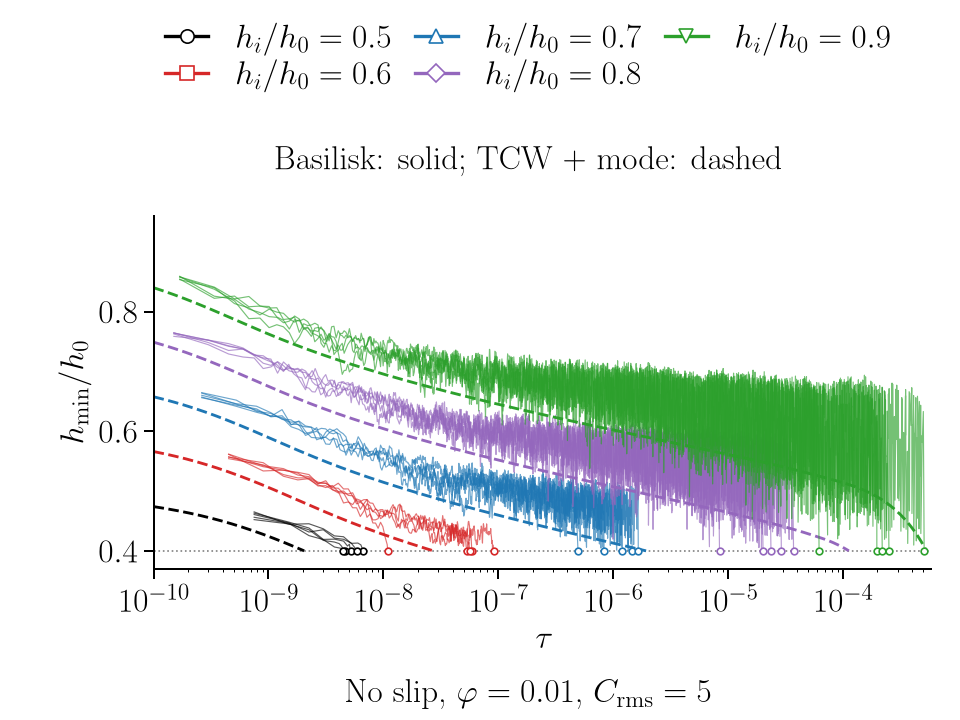 h_i/h_0 = 0.5 h_i/h_0 = 0.7 h_i/h_0 = 0.9
h_i/h_0 = 0.6 h_i/h_0 = 0.8
Basilisk: solid; TCW + mode: dashed
h_min/h_0
0.8
0.6
0.4
10^−10 10^−9 10^−8 10^−7 10^−6 10^−5 10^−4
τ
No slip, φ = 0.01, C_rms = 5